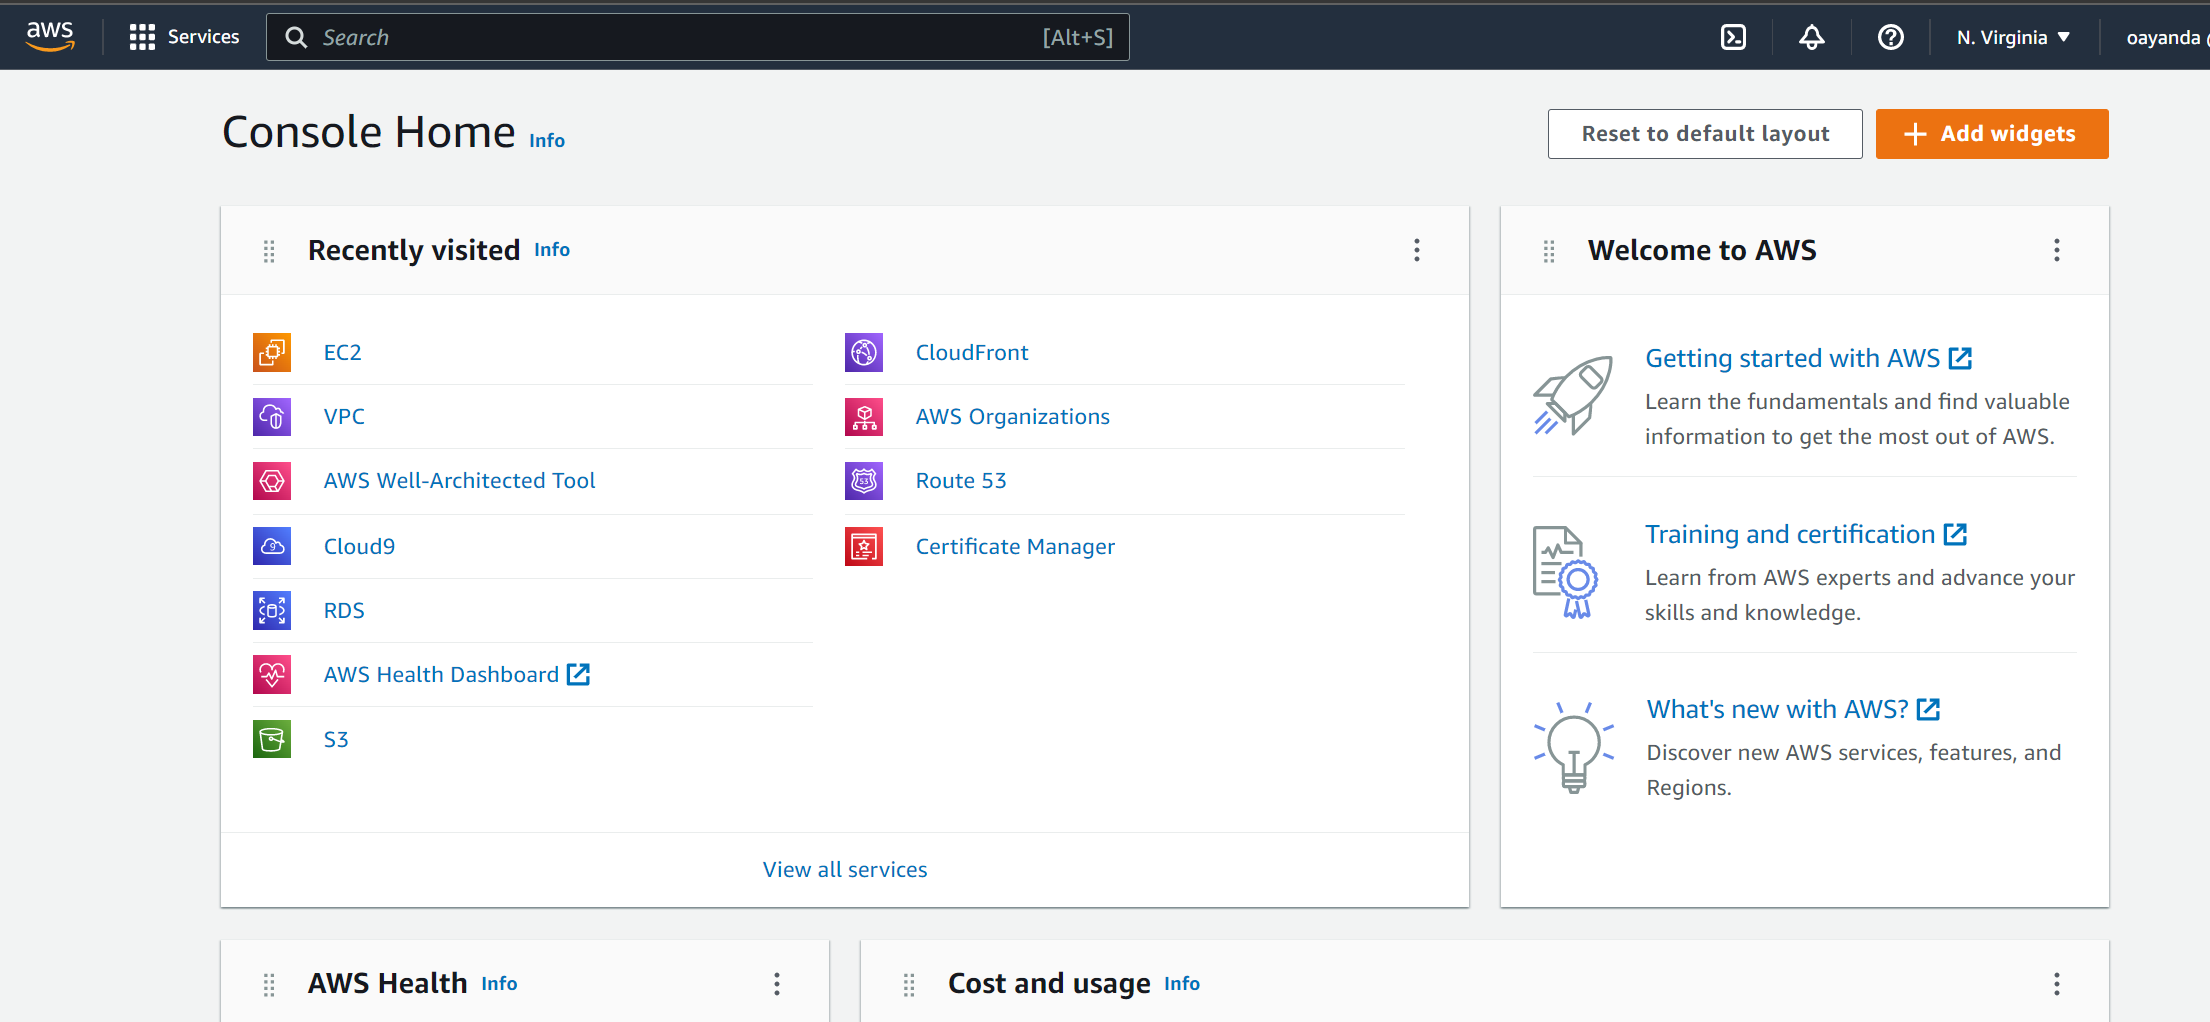 aws
Services
Search
[Alt+S]
N. Virginia
oayanda
Console Home Info
Reset to default layout
Add widgets
Recently visited Info
EC2
VPC
AWS Well-Architected Tool
Cloud9
RDS
AWS Health Dashboard
S3
CloudFront
AWS Organizations
Route 53
Certificate Manager
View all services
Welcome to AWS
Getting started with AWS
Learn the fundamentals and find valuable
information to get the most out of AWS.
Training and certification
Learn from AWS experts and advance your
skills and knowledge.
What's new with AWS?
Discover new AWS services, features, and
Regions.
AWS Health Info
Cost and usage Info